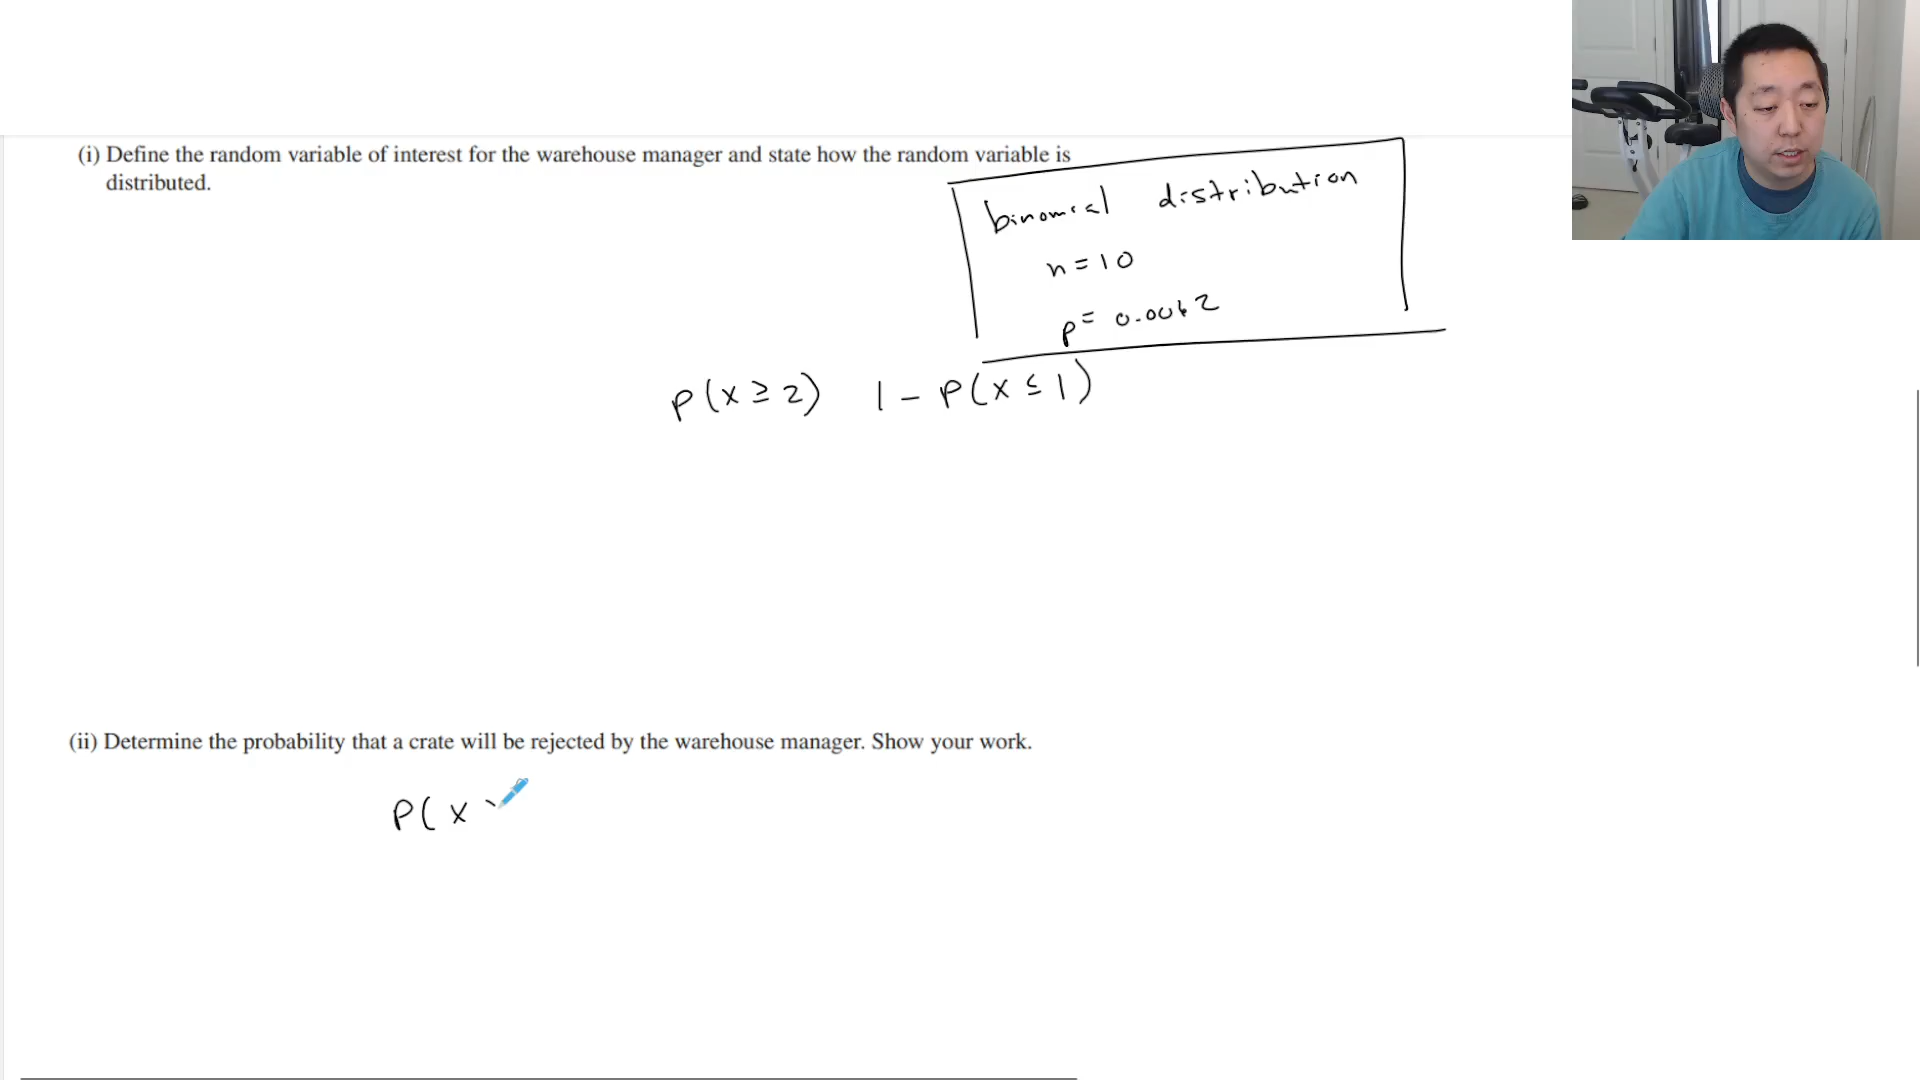 (i) Define the random variable of interest for the warehouse manager and state how the random variable is
distributed.
binomial distribution
n = 10
p = 0.0062
P(x ≥ 2) 1 - P(x ≤ 1)
(ii) Determine the probability that a crate will be rejected by the warehouse manager. Show your work.
P( x